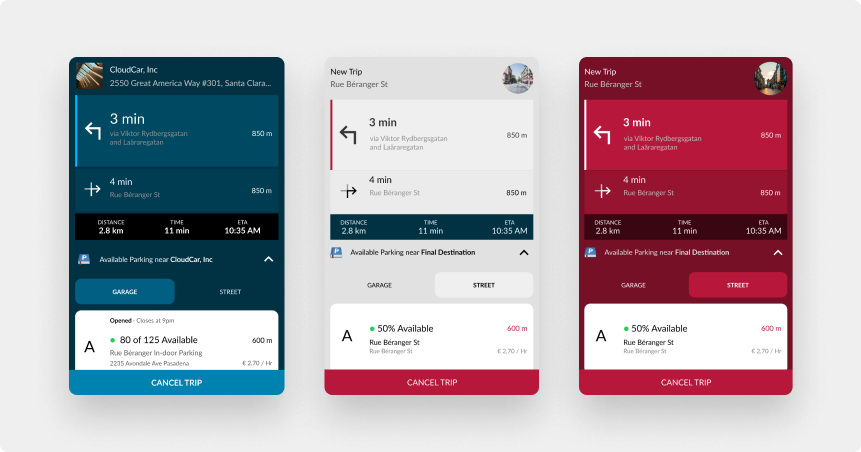 CloudCar, Inc
2550 Great America Way #301, Santa Clara...
3 min
via Viktor Rydbergsgatan
and Laäraregatan
850 m
4 min
Rue Béranger St
850 m
DISTANCE TIME ETA
2.8 km 11 min 10:35 AM
P Available Parking near CloudCar, Inc
GARAGE STREET
Opened - Closes at 9pm
A
80 of 125 Available 600 m
Rue Béranger In-door Parking
2235 Avondale Ave Pasadena € 2,70 / Hr
CANCEL TRIP
New Trip
Rue Béranger St
3 min
via Viktor Rydbergsgatan
and Laäraregatan
850 m
4 min
Rue Béranger St
850 m
DISTANCE TIME ETA
2.8 km 11 min 10:35 AM
P Available Parking near Final Destination
GARAGE STREET
A
50% Available 600 m
Rue Béranger St
Rue Béranger St € 2,70 / Hr
CANCEL TRIP
New Trip
Rue Béranger St
3 min
via Viktor Rydbergsgatan
and Laäraregatan
850 m
4 min
Rue Béranger St
850 m
DISTANCE TIME ETA
2.8 km 11 min 10:35 AM
P Available Parking near Final Destination
GARAGE STREET
A
50% Available 600 m
Rue Béranger St
Rue Béranger St € 2,70 / Hr
CANCEL TRIP